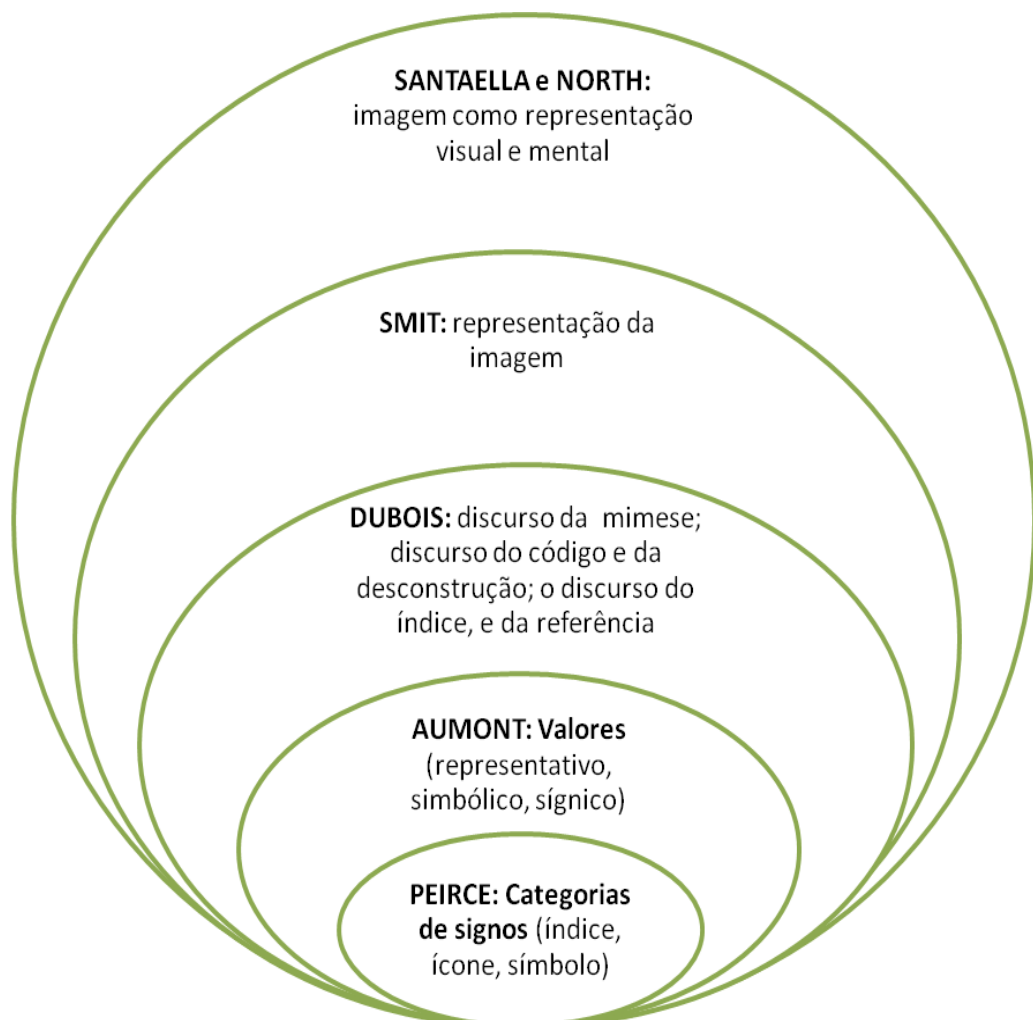 SANTAELLA e NORTH:
imagem como representação
visual e mental
SMIT: representação da
imagem
DUBOIS: discurso da mimese;
discurso do código e da
desconstrução; o discurso do
índice, e da referência
AUMONT: Valores
(representativo,
simbólico, sígnico)
PEIRCE: Categorias
de signos (índice,
ícone, símbolo)